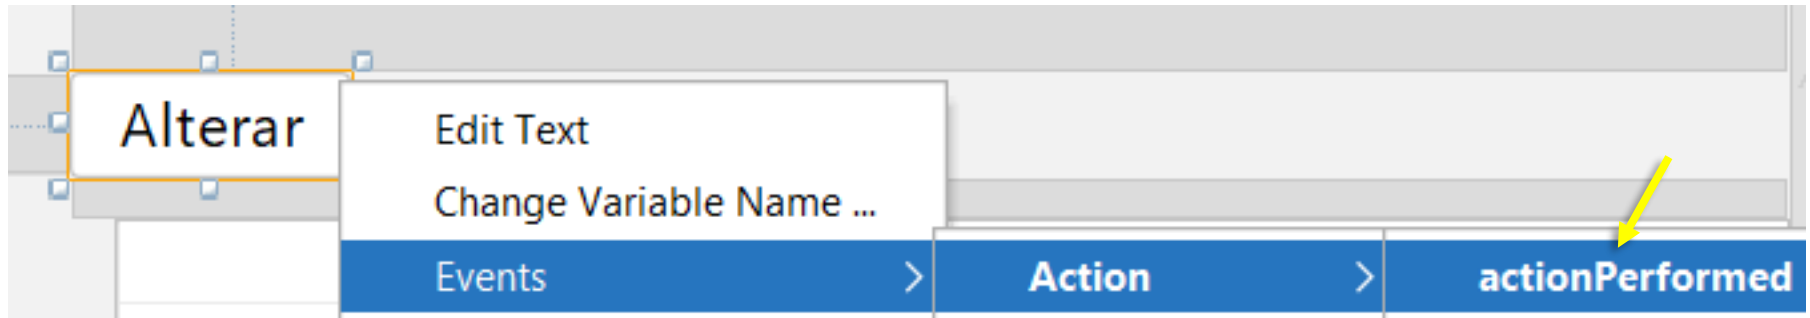 Alterar
Edit Text
Change Variable Name ...
Events
Action
actionPerformed